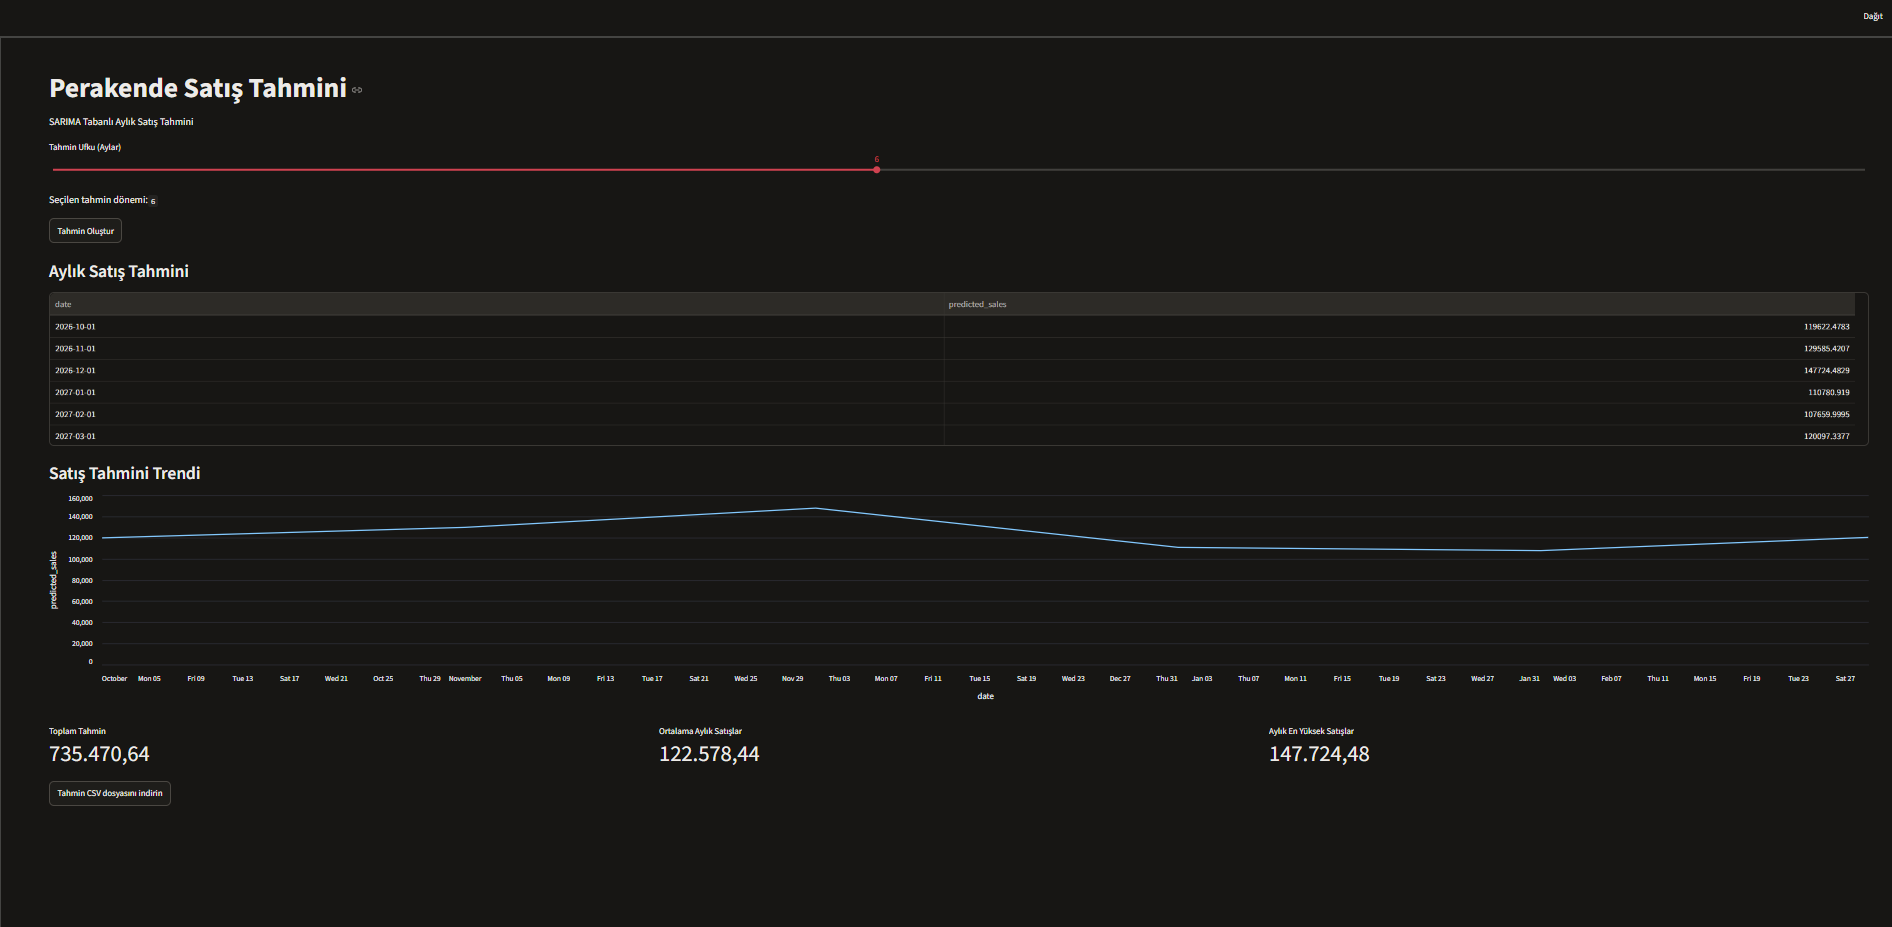 Dağıt
Perakende Satış Tahmini
SARIMA Tabanlı Aylık Satış Tahmini
Tahmin Ufku (Aylar)
6
Seçilen tahmin dönemi: 6
Tahmin Oluştur
Aylık Satış Tahmini
date predicted_sales
2026-10-01 119622.4783
2026-11-01 129585.4207
2026-12-01 147724.4829
2027-01-01 110780.919
2027-02-01 107659.9995
2027-03-01 120097.3377
Satış Tahmini Trendi
160,000
140,000
120,000
100,000
80,000
60,000
40,000
20,000
0
predicted_sales
October Mon 05 Fri 09 Tue 13 Sat 17 Wed 21 Oct 25 Thu 29 November Thu 05 Mon 09 Fri 13 Tue 17 Sat 21 Wed 25 Nov 29 Thu 03 Mon 07 Fri 11 Tue 15 Sat 19 Wed 23 Dec 27 Thu 31 Jan 03 Thu 07 Mon 11 Fri 15 Tue 19 Sat 23 Wed 27 Jan 31 Wed 03 Feb 07 Thu 11 Mon 15 Fri 19 Tue 23 Sat 27
date
Toplam Tahmin Ortalama Aylık Satışlar Aylık En Yüksek Satışlar
735.470,64 122.578,44 147.724,48
Tahmin CSV dosyasını indirin